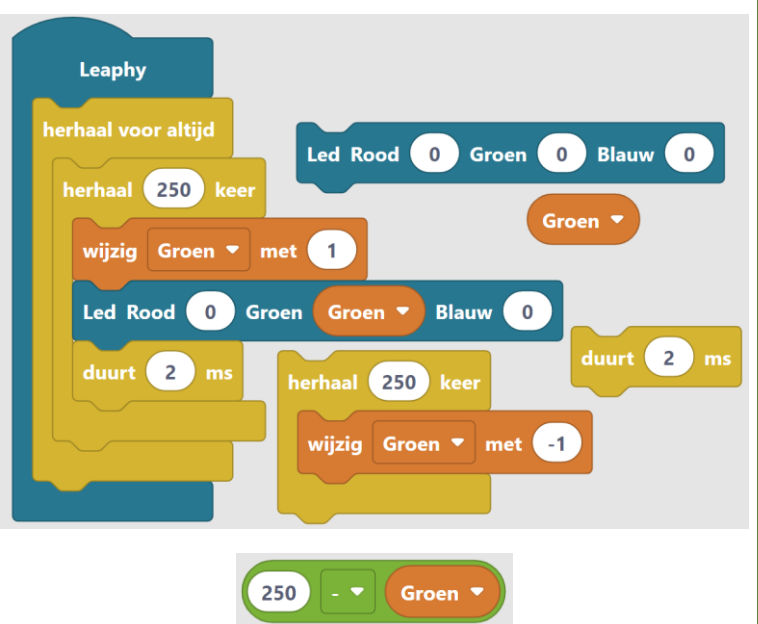 Leaphy
herhaal voor altijd
herhaal 250 keer
wijzig Groen met 1
Led Rood 0 Groen Groen Blauw 0
duurt 2 ms
Led Rood 0 Groen 0 Blauw 0
Groen
duurt 2 ms
herhaal 250 keer
wijzig Groen met -1
250 - Groen